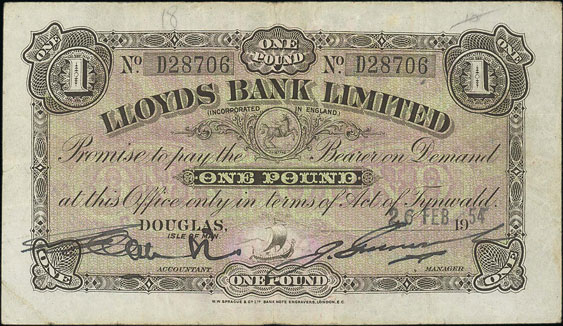 18
ONE POUND
1 Nº D28706 Nº D28706 1
LLOYDS BANK LIMITED
(INCORPORATED IN ENGLAND)
Promise to pay the Bearer on Demand
ONE POUND
at this Office only in terms of Act of Tynwald.
DOUGLAS, 26 FEB 1954
ISLE OF MAN.
ACCOUNTANT. MANAGER
ONE ONE POUND ONE
W.W. SPRAGUE & Cº Lᵀᴰ BANK NOTE ENGRAVERS, LONDON, E.C.